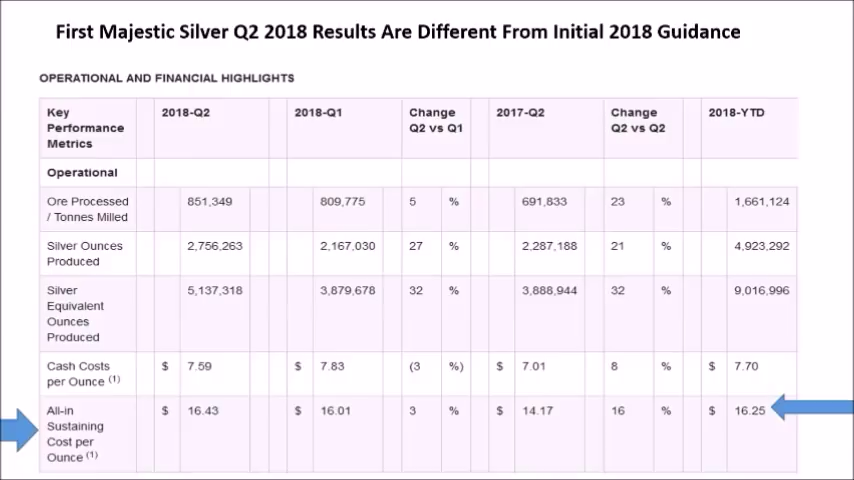 First Majestic Silver Q2 2018 Results Are Different From Initial 2018 Guidance
OPERATIONAL AND FINANCIAL HIGHLIGHTS
Key Performance Metrics 2018-Q2 2018-Q1 Change Q2 vs Q1 2017-Q2 Change Q2 vs Q2 2018-YTD
Operational
Ore Processed / Tonnes Milled 851,349 809,775 5 % 691,833 23 % 1,661,124
Silver Ounces Produced 2,756,263 2,167,030 27 % 2,287,188 21 % 4,923,292
Silver Equivalent Ounces Produced 5,137,318 3,879,678 32 % 3,888,944 32 % 9,016,996
Cash Costs per Ounce (1) $ 7.59 $ 7.83 (3 %) $ 7.01 8 % $ 7.70
All-in Sustaining Cost per Ounce (1) $ 16.43 $ 16.01 3 % $ 14.17 16 % $ 16.25